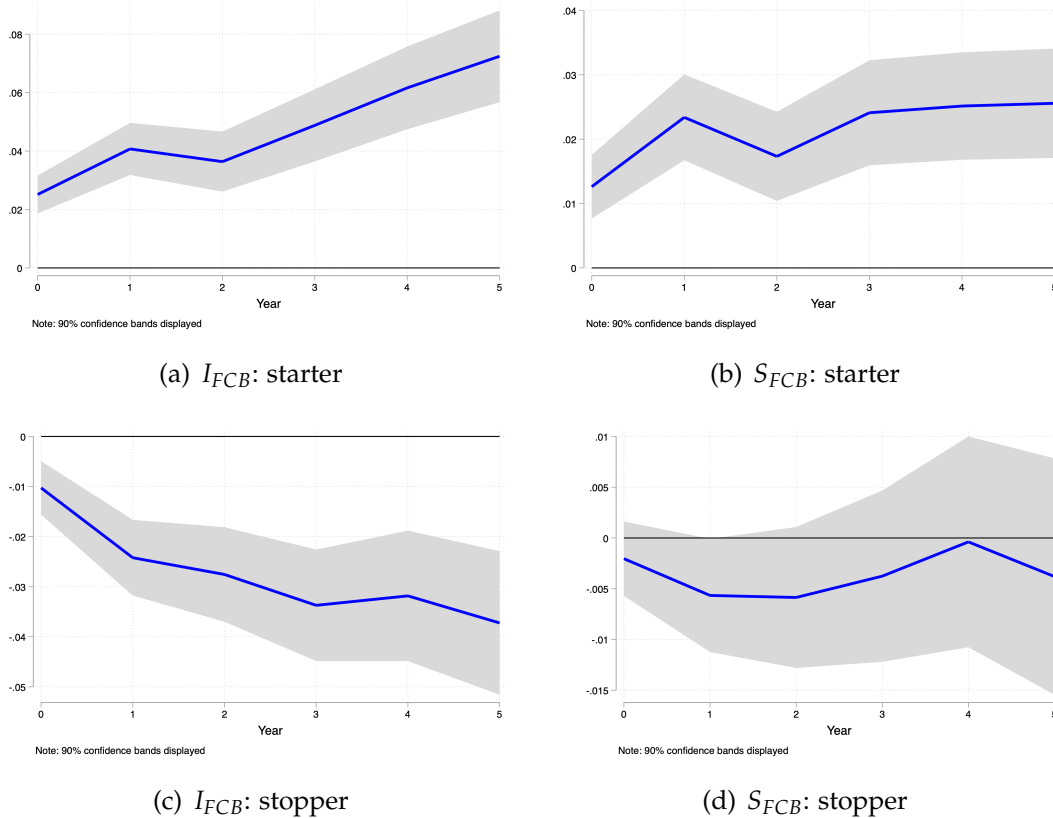 .08
.06
.04
.02
0
0 1 2 3 4 5
Year
Note: 90% confidence bands displayed
(a) I_FCB: starter
.04
.03
.02
.01
0
0 1 2 3 4 5
Year
Note: 90% confidence bands displayed
(b) S_FCB: starter
0
-.01
-.02
-.03
-.04
-.05
0 1 2 3 4 5
Year
Note: 90% confidence bands displayed
(c) I_FCB: stopper
.01
.005
0
-.005
-.01
-.015
0 1 2 3 4 5
Year
Note: 90% confidence bands displayed
(d) S_FCB: stopper